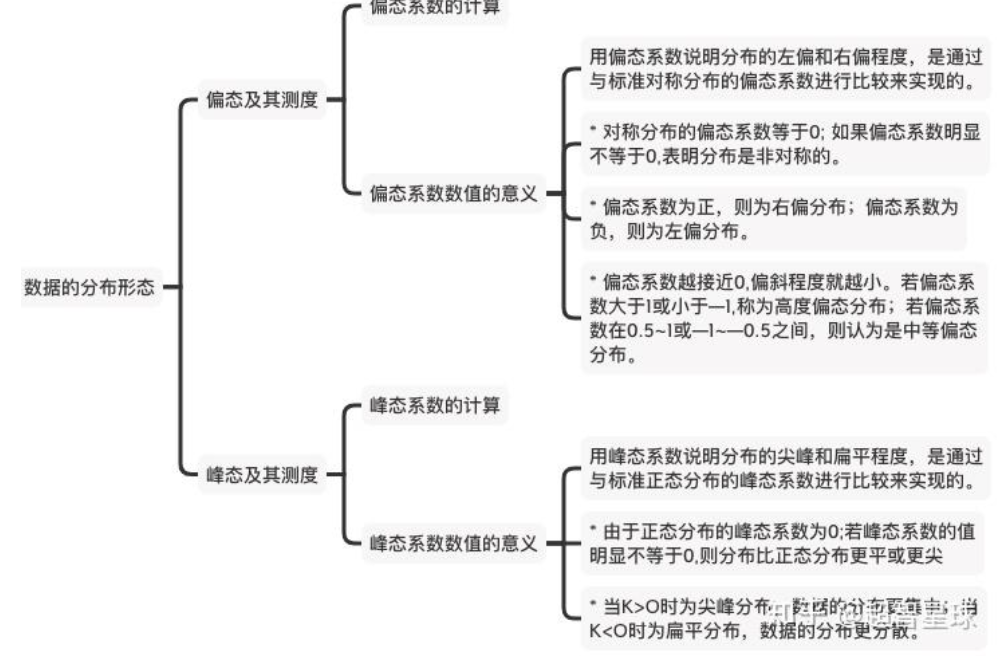 偏态系数的计算
用偏态系数说明分布的左偏和右偏程度，是通过
与标准对称分布的偏态系数进行比较来实现的。
偏态及其测度
* 对称分布的偏态系数等于0; 如果偏态系数明显
不等于0,表明分布是非对称的。
偏态系数数值的意义
* 偏态系数为正，则为右偏分布；偏态系数为
负，则为左偏分布。
数据的分布形态
* 偏态系数越接近0,偏斜程度就越小。若偏态系
数大于1或小于—1,称为高度偏态分布；若偏态系
数在0.5~1或—1~—0.5之间，则认为是中等偏态
分布。
峰态系数的计算
用峰态系数说明分布的尖峰和扁平程度，是通过
与标准正态分布的峰态系数进行比较来实现的。
峰态及其测度
* 由于正态分布的峰态系数为0;若峰态系数的值
明显不等于0,则分布比正态分布更平或更尖
峰态系数数值的意义
* 当K>O时为尖峰分布，数据的分布更集中；当
K<O时为扁平分布，数据的分布更分散。
知乎 @超智星球